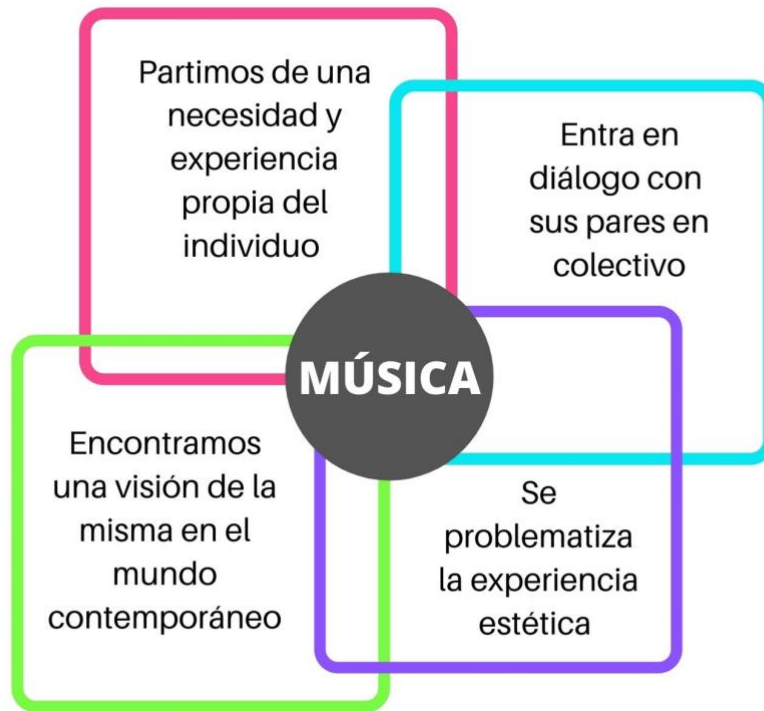 Partimos de una
necesidad y
experiencia
propia del
individuo
Entra en
diálogo con
sus pares en
colectivo
MÚSICA
Encontramos
una visión de la
misma en el
mundo
contemporáneo
Se
problematiza
la experiencia
estética